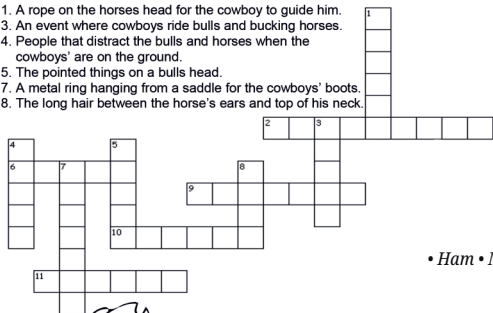 1. A rope on the horses head for the cowboy to guide him.
3. An event where cowboys ride bulls and bucking horses.
4. People that distract the bulls and horses when the
cowboys' are on the ground.
5. The pointed things on a bulls head.
7. A metal ring hanging from a saddle for the cowboys' boots.
8. The long hair between the horse's ears and top of his neck.
1
2 3
4 5
6 7 8
9
10
• Ham •
11